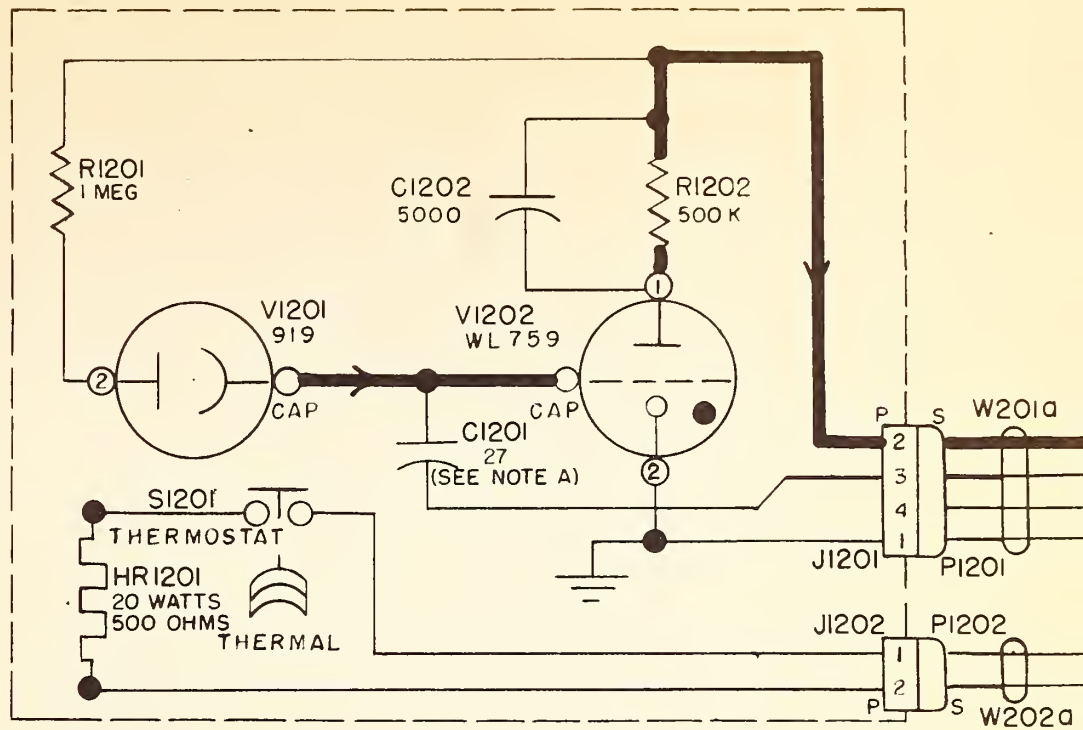 R1201
1 MEG
C1202
5000
R1202
500 K
1
V1201
919
V1202
WL 759
2
CAP
CAP
C1201
27
(SEE NOTE A)
2
P S
W201a
2
3
4
1
J1201
P1201
S1201
THERMOSTAT
HR1201
20 WATTS
500 OHMS
THERMAL
J1202
P1202
1
2
P S
W202a